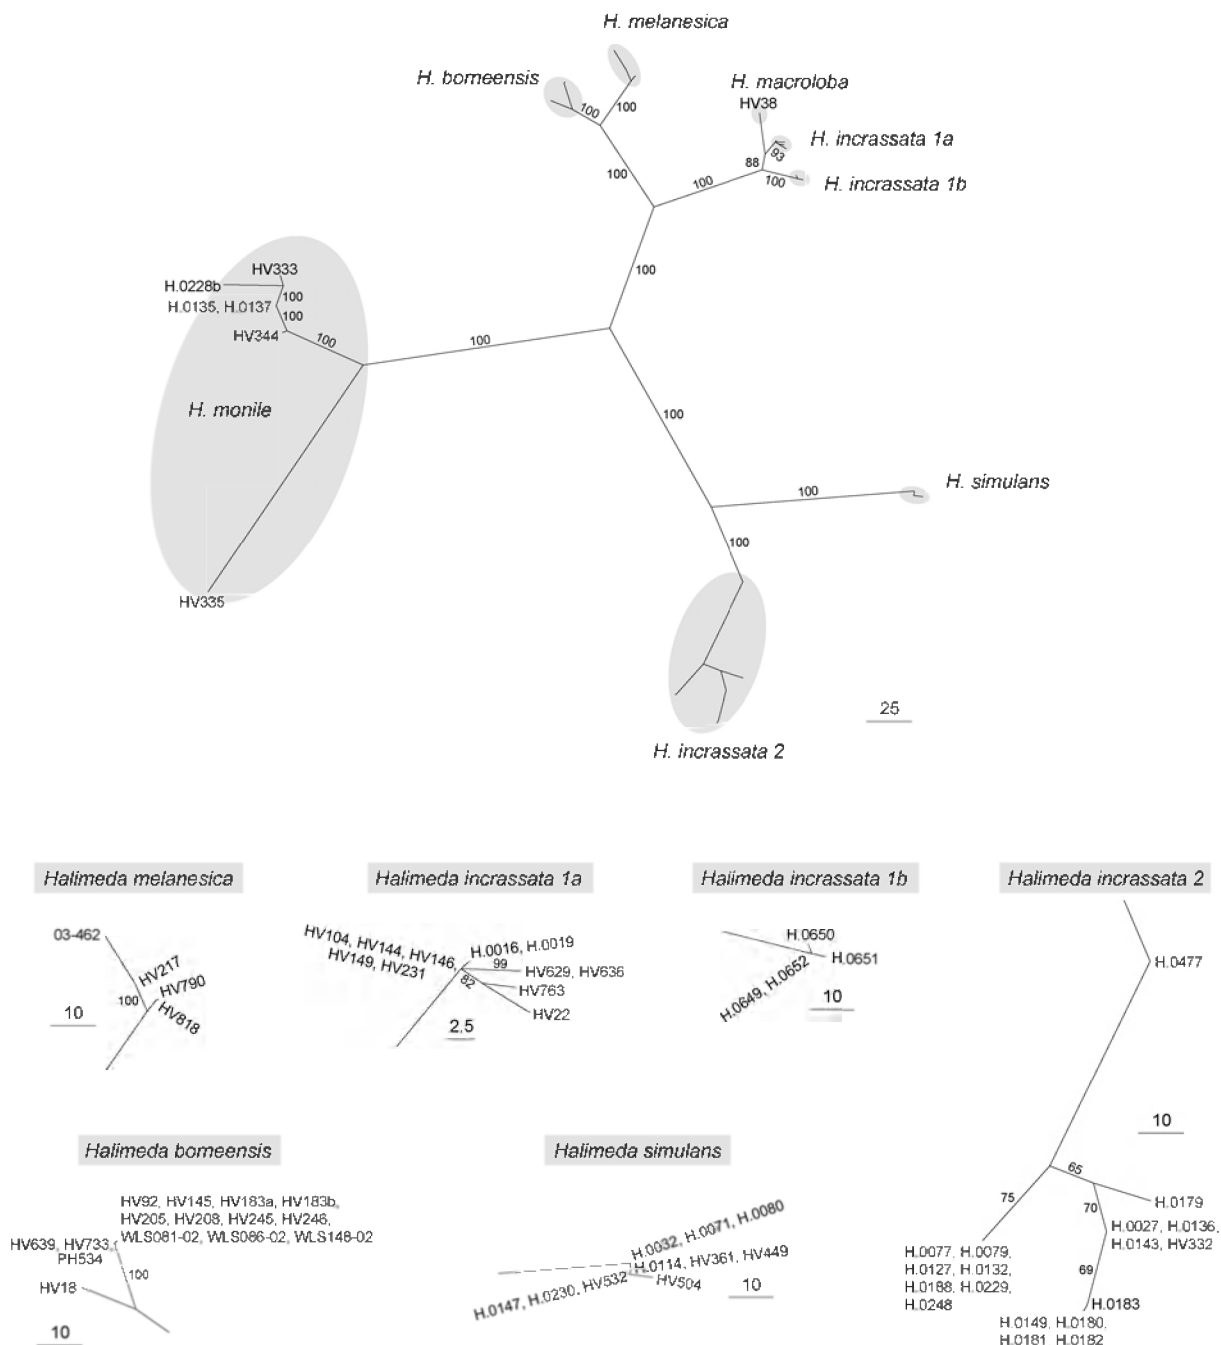 H. melanesica
H. borneensis
100
100
H. macroloba
HV38
H. incrassata 1a
93
88
100
H. incrassata 1b
100
100
100
HV333
H.0228b
100
H.0135, H.0137
100
HV344
100
100
H. monile
100
100
H. simulans
100
HV335
25
H. incrassata 2
Halimeda melanesica
03-462
HV217
HV790
100
HV818
10
Halimeda incrassata 1a
HV104, HV144, HV146,
HV149, HV231
H.0016, H.0019
99
HV629, HV636
82
HV763
HV22
2.5
Halimeda incrassata 1b
H.0650
H.0651
H.0649, H.0652
10
Halimeda incrassata 2
H.0477
10
65
75
H.0179
70
H.0027, H.0136,
H.0143, HV332
H.0077, H.0079,
H.0127, H.0132,
H.0188, H.0229,
H.0248
69
H.0183
H.0149, H.0180,
H.0181, H.0182
Halimeda borneensis
HV92, HV145, HV183a, HV183b,
HV205, HV208, HV245, HV246,
WLS081-02, WLS086-02, WLS148-02
HV639, HV733,
PH534
100
HV18
10
Halimeda simulans
H.0032, H.0071, H.0080
H.0114, HV361, HV449
HV504
H.0147, H.0230, HV532
10